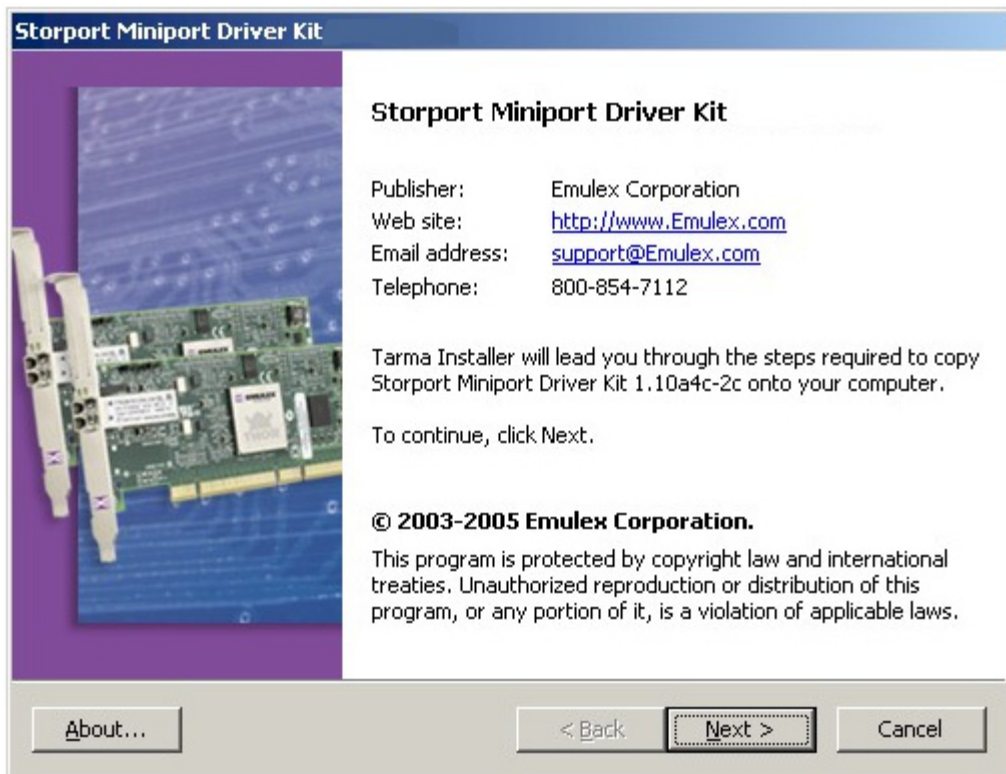 Storport Miniport Driver Kit
Storport Miniport Driver Kit
Publisher: Emulex Corporation
Web site: http://www.Emulex.com
Email address: support@Emulex.com
Telephone: 800-854-7112
Tarma Installer will lead you through the steps required to copy
Storport Miniport Driver Kit 1.10a4c-2c onto your computer.
To continue, click Next.
© 2003-2005 Emulex Corporation.
This program is protected by copyright law and international
treaties. Unauthorized reproduction or distribution of this
program, or any portion of it, is a violation of applicable laws.
EMULEX
EMULEX
THOR
About...
< Back
Next >
Cancel